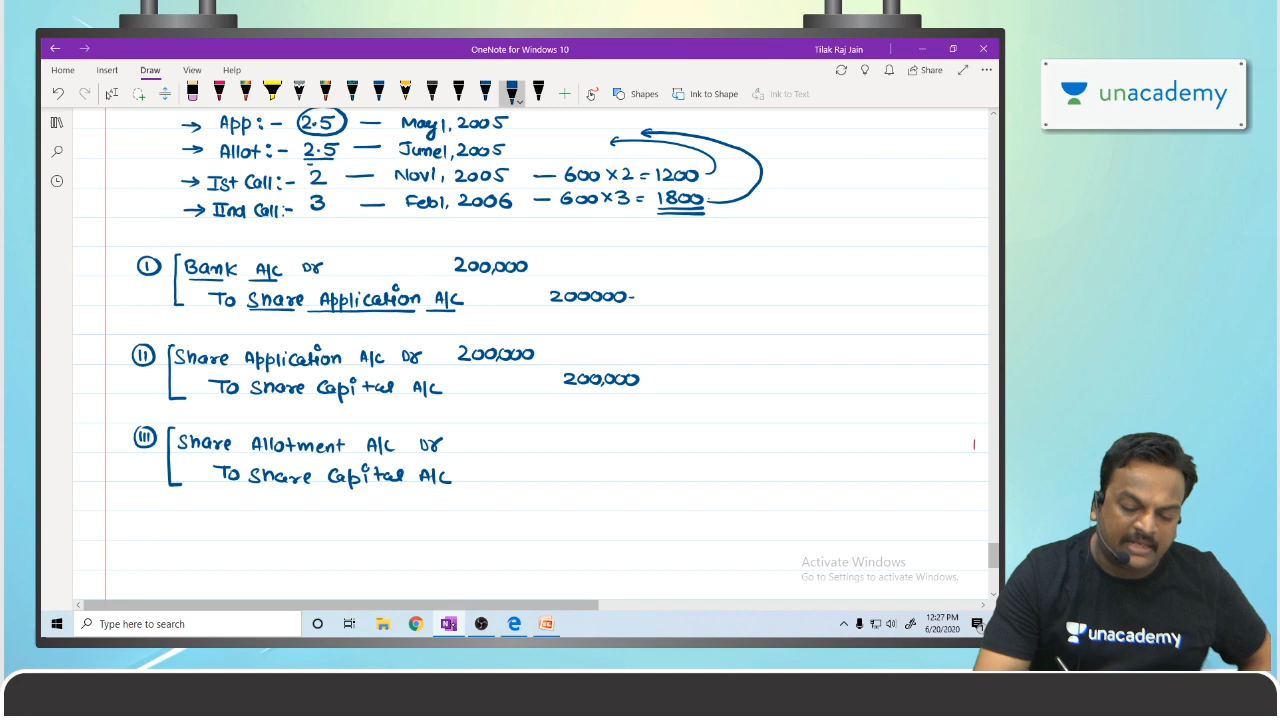 OneNote for Windows 10
Tilak Raj Jain
Home Insert Draw View Help
Share
Shapes Ink to Shape Ink to Text
→ App :- 2.5 — May 1, 2005
→ Allot :- 2.5 — June 1, 2005
→ Ist Call :- 2 — Nov 1, 2005 — 600 × 2 = 1200
→ IInd Call :- 3 — Feb 1, 2006 — 600 × 3 = 1800
(I) Bank A/C Dr 200,000
To Share Application A/C 200000-
(II) Share Application A/C Dr 200,000
To Share Capital A/C 200,000
(III) Share Allotment A/C Dr
To Share Capital A/C
Activate Windows
Go to Settings to activate Windows.
Type here to search
12:27 PM
6/20/2020
unacademy
unacademy